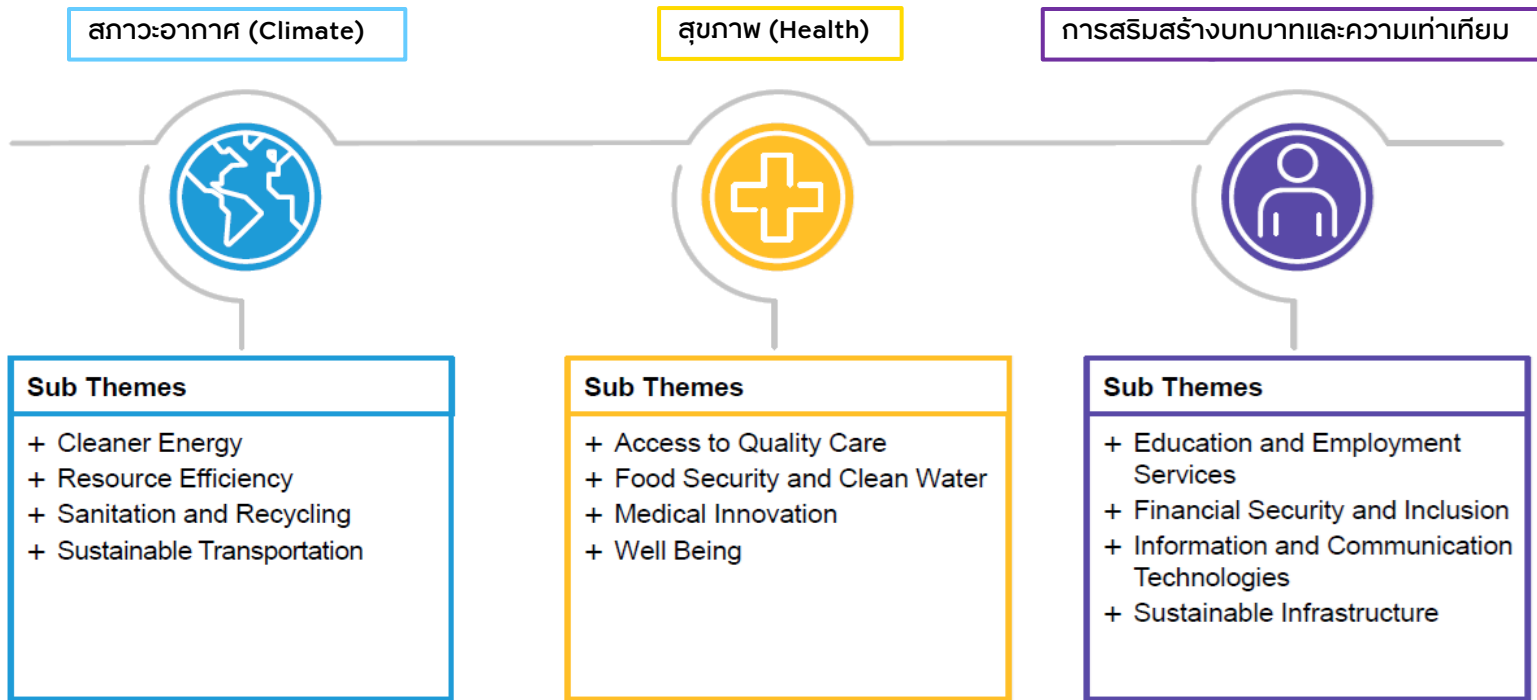 สภาวะอากาศ (Climate)
สุขภาพ (Health)
การสริมสร้างบทบาทและความเท่าเทียม
Sub Themes
+ Cleaner Energy
+ Resource Efficiency
+ Sanitation and Recycling
+ Sustainable Transportation
Sub Themes
+ Access to Quality Care
+ Food Security and Clean Water
+ Medical Innovation
+ Well Being
Sub Themes
+ Education and Employment
Services
+ Financial Security and Inclusion
+ Information and Communication
Technologies
+ Sustainable Infrastructure